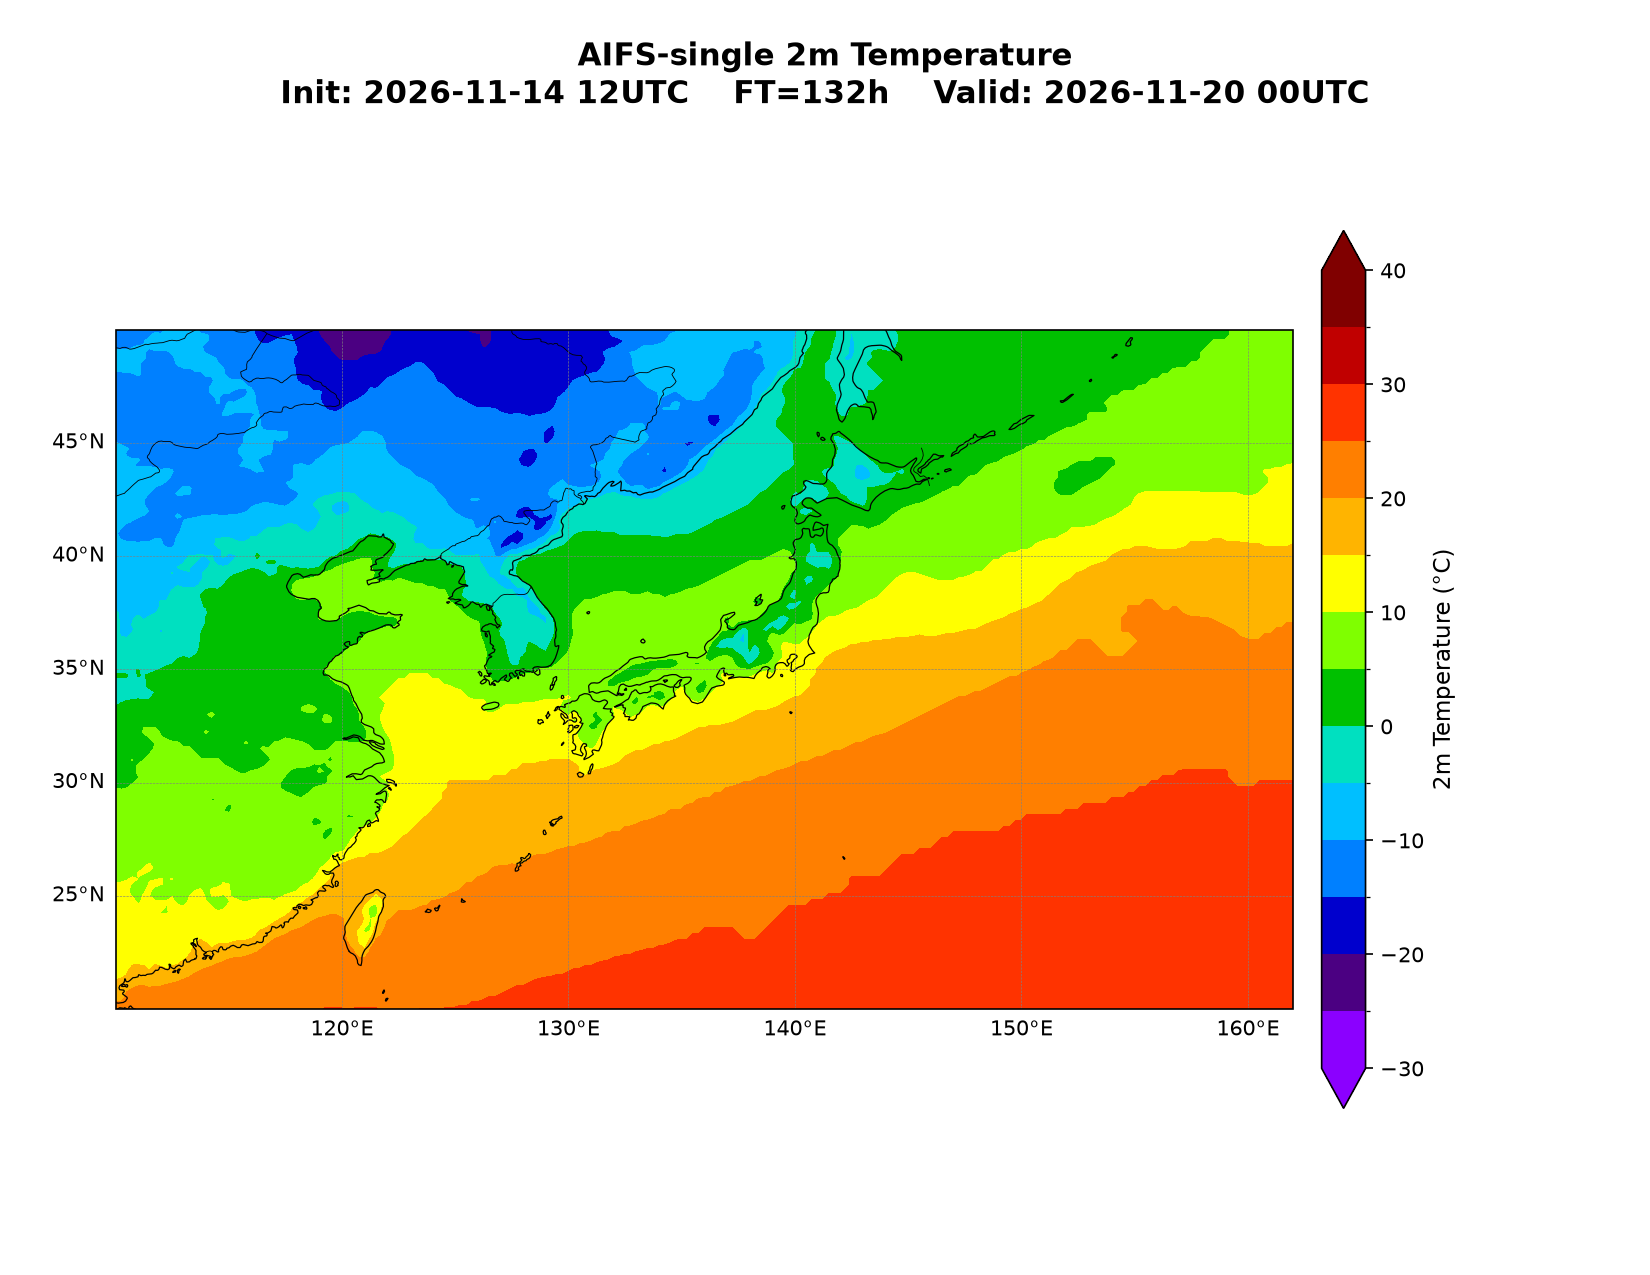 AIFS-single 2m Temperature
Init: 2026-11-14 12UTC    FT=132h    Valid: 2026-11-20 00UTC
45°N
40°N
35°N
30°N
25°N
120°E
130°E
140°E
150°E
160°E
40
30
20
10
0
−10
−20
−30
2m Temperature (°C)